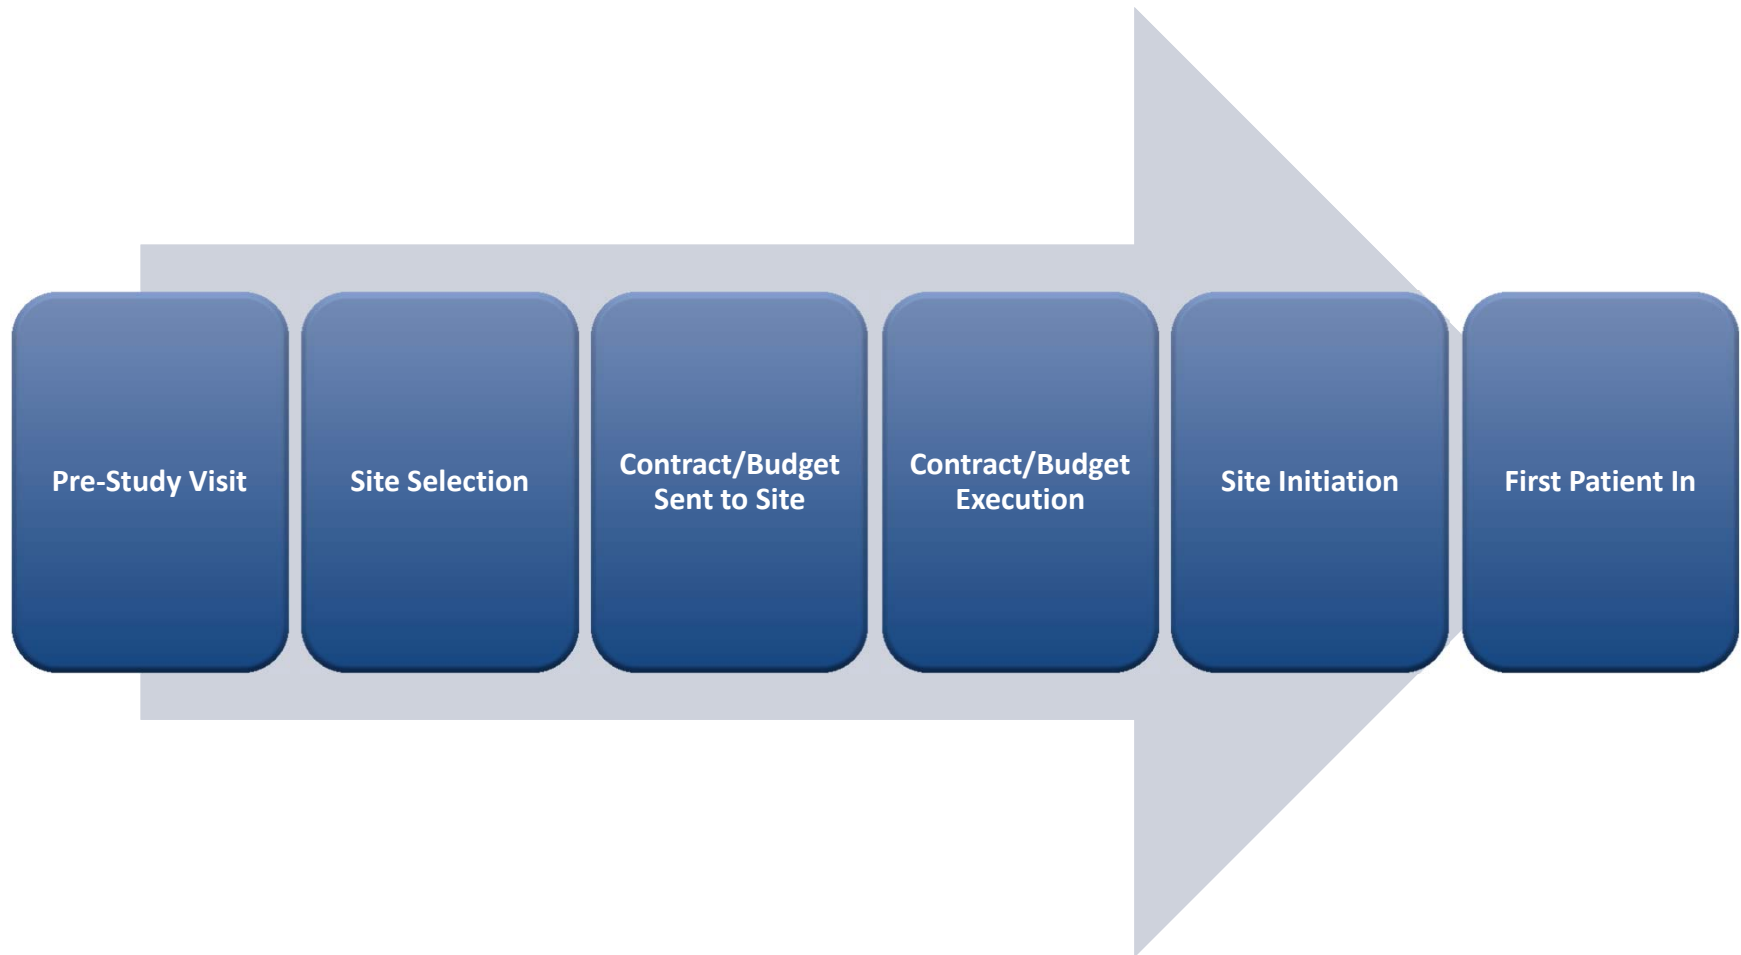 Pre-Study Visit
Site Selection
Contract/Budget
Sent to Site
Contract/Budget
Execution
Site Initiation
First Patient In